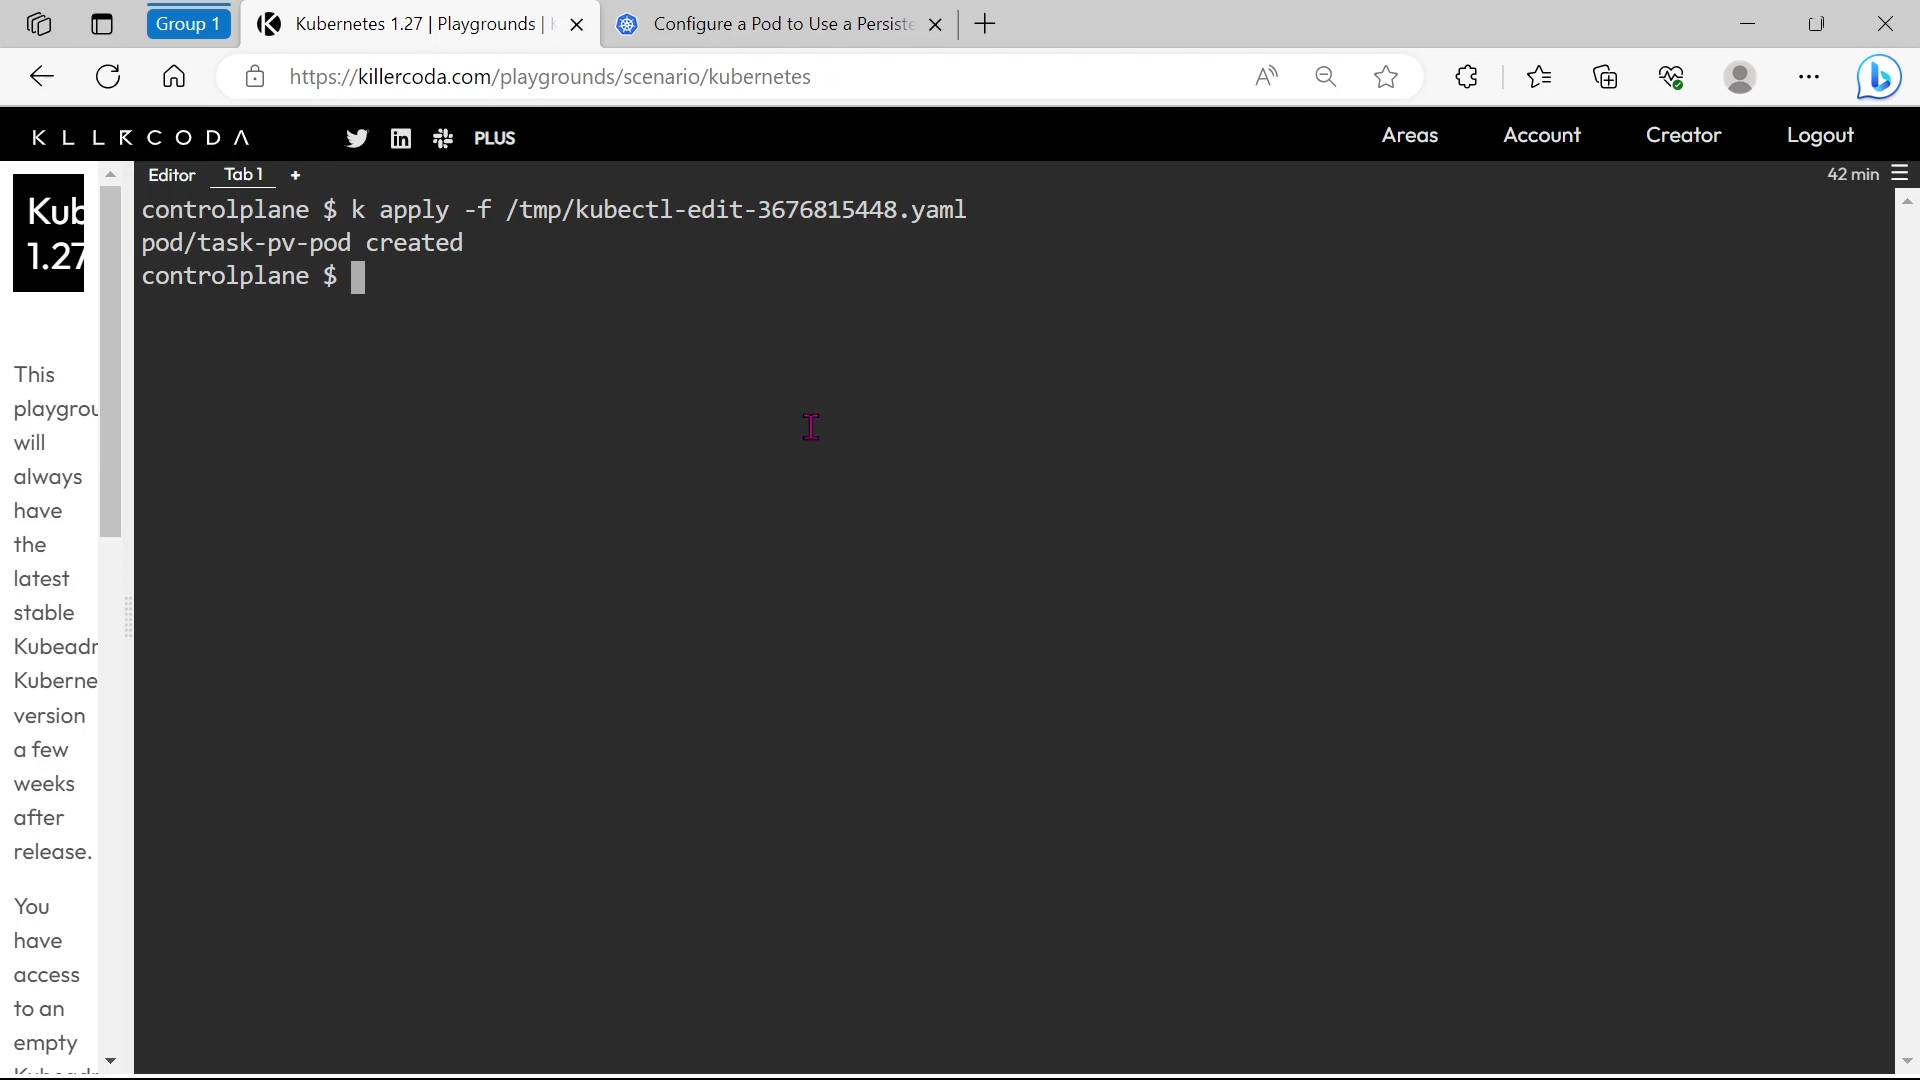 Group 1
Kubernetes 1.27 | Playgrounds |
Configure a Pod to Use a Persiste
https://killercoda.com/playgrounds/scenario/kubernetes
KLLRCODA
PLUS
Areas
Account
Creator
Logout
Editor
Tab 1
+
42 min
Kub
1.27
This
playgrou
will
always
have
the
latest
stable
Kubeadm
Kuberne
version
a few
weeks
after
release.
You
have
access
to an
empty
controlplane $ k apply -f /tmp/kubectl-edit-3676815448.yaml
pod/task-pv-pod created
controlplane $